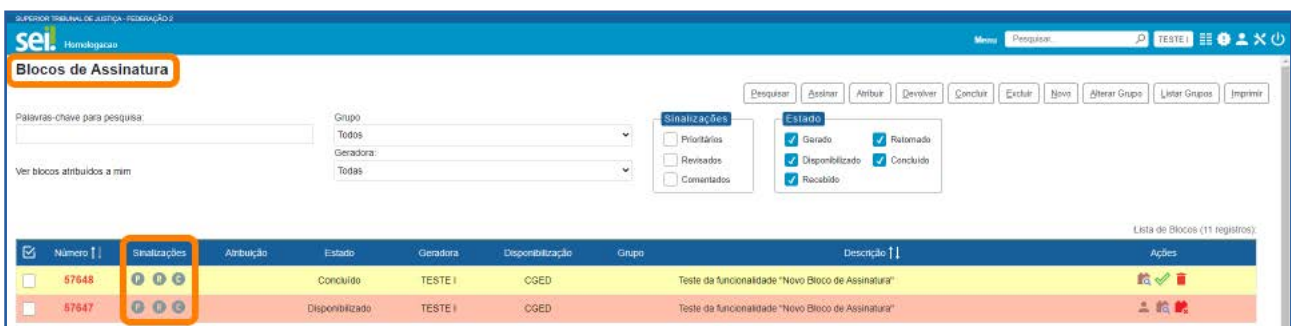 SUPERIOR TRIBUNAL DE JUSTIÇA - FEDERAÇÃO 2
sei. Homologacao Menu Pesquisar... TESTE I
Blocos de Assinatura
Pesquisar Assinar Atribuir Devolver Concluir Excluir Novo Alterar Grupo Listar Grupos Imprimir
Palavras-chave para pesquisa: Grupo Sinalizações Estado
Todos Prioritários Gerado Retornado
Geradora: Revisados Disponibilizado Concluído
Ver blocos atribuídos a mim Todas Comentados Recebido
Lista de Blocos (11 registros):
Número Sinalizações Atribuição Estado Geradora Disponibilização Grupo Descrição Ações
57648 P R C Concluído TESTE I CGED Teste da funcionalidade "Novo Bloco de Assinatura"
57647 P R C Disponibilizado TESTE I CGED Teste da funcionalidade "Novo Bloco de Assinatura"